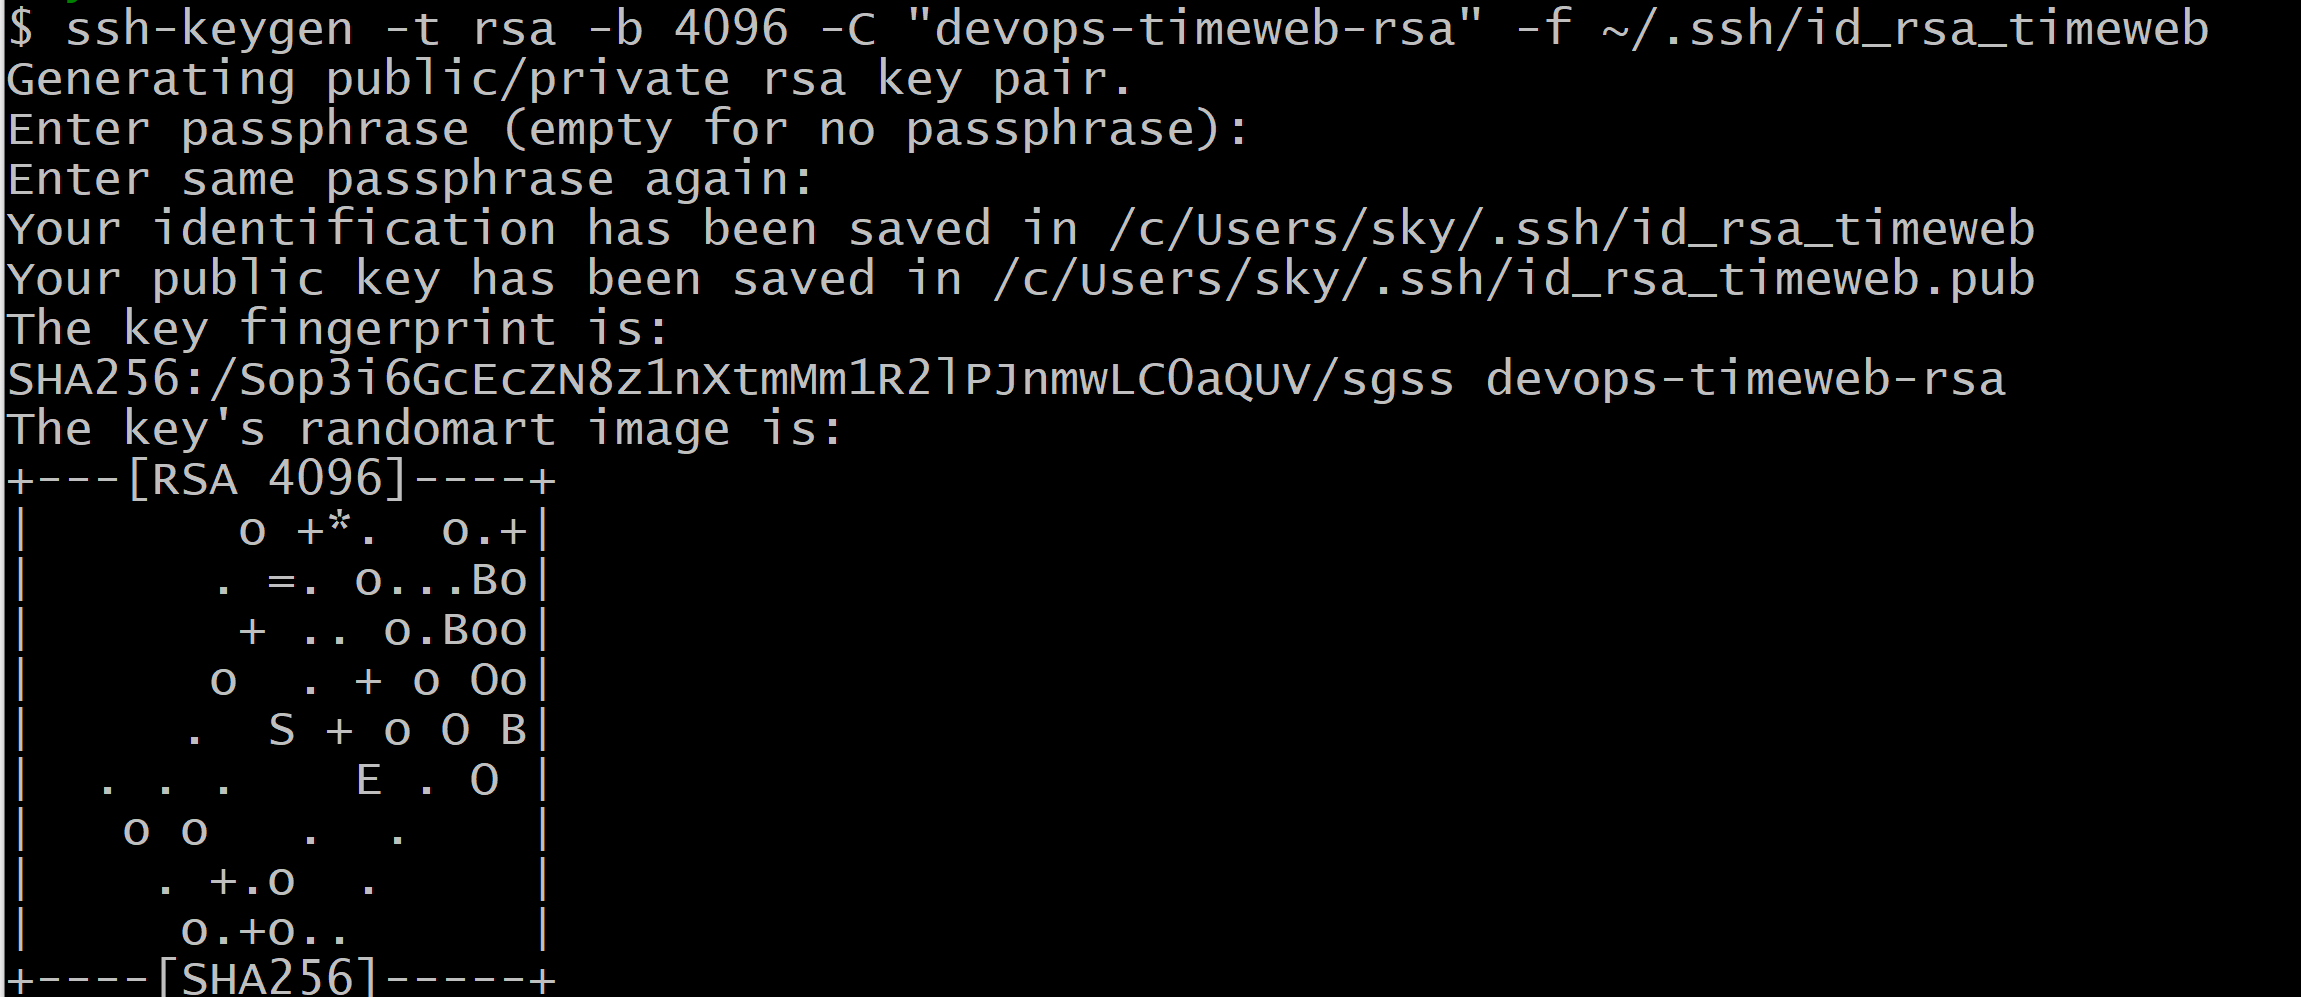 $ ssh-keygen -t rsa -b 4096 -C "devops-timeweb-rsa" -f ~/.ssh/id_rsa_timeweb
Generating public/private rsa key pair.
Enter passphrase (empty for no passphrase):
Enter same passphrase again:
Your identification has been saved in /c/Users/sky/.ssh/id_rsa_timeweb
Your public key has been saved in /c/Users/sky/.ssh/id_rsa_timeweb.pub
The key fingerprint is:
SHA256:/Sop3i6GcEcZN8z1nXtmMm1R2lPJnmwLC0aQUV/sgss devops-timeweb-rsa
The key's randomart image is:
+---[RSA 4096]----+
|       o +*.  o.+|
|      . =. o...Bo|
|       + .. o.Boo|
|      o  . + o Oo|
|     .  S + o O B|
|  . . .    E . O |
|   o o   .  .    |
|    . +.o  .     |
|     o.+o..      |
+----[SHA256]-----+